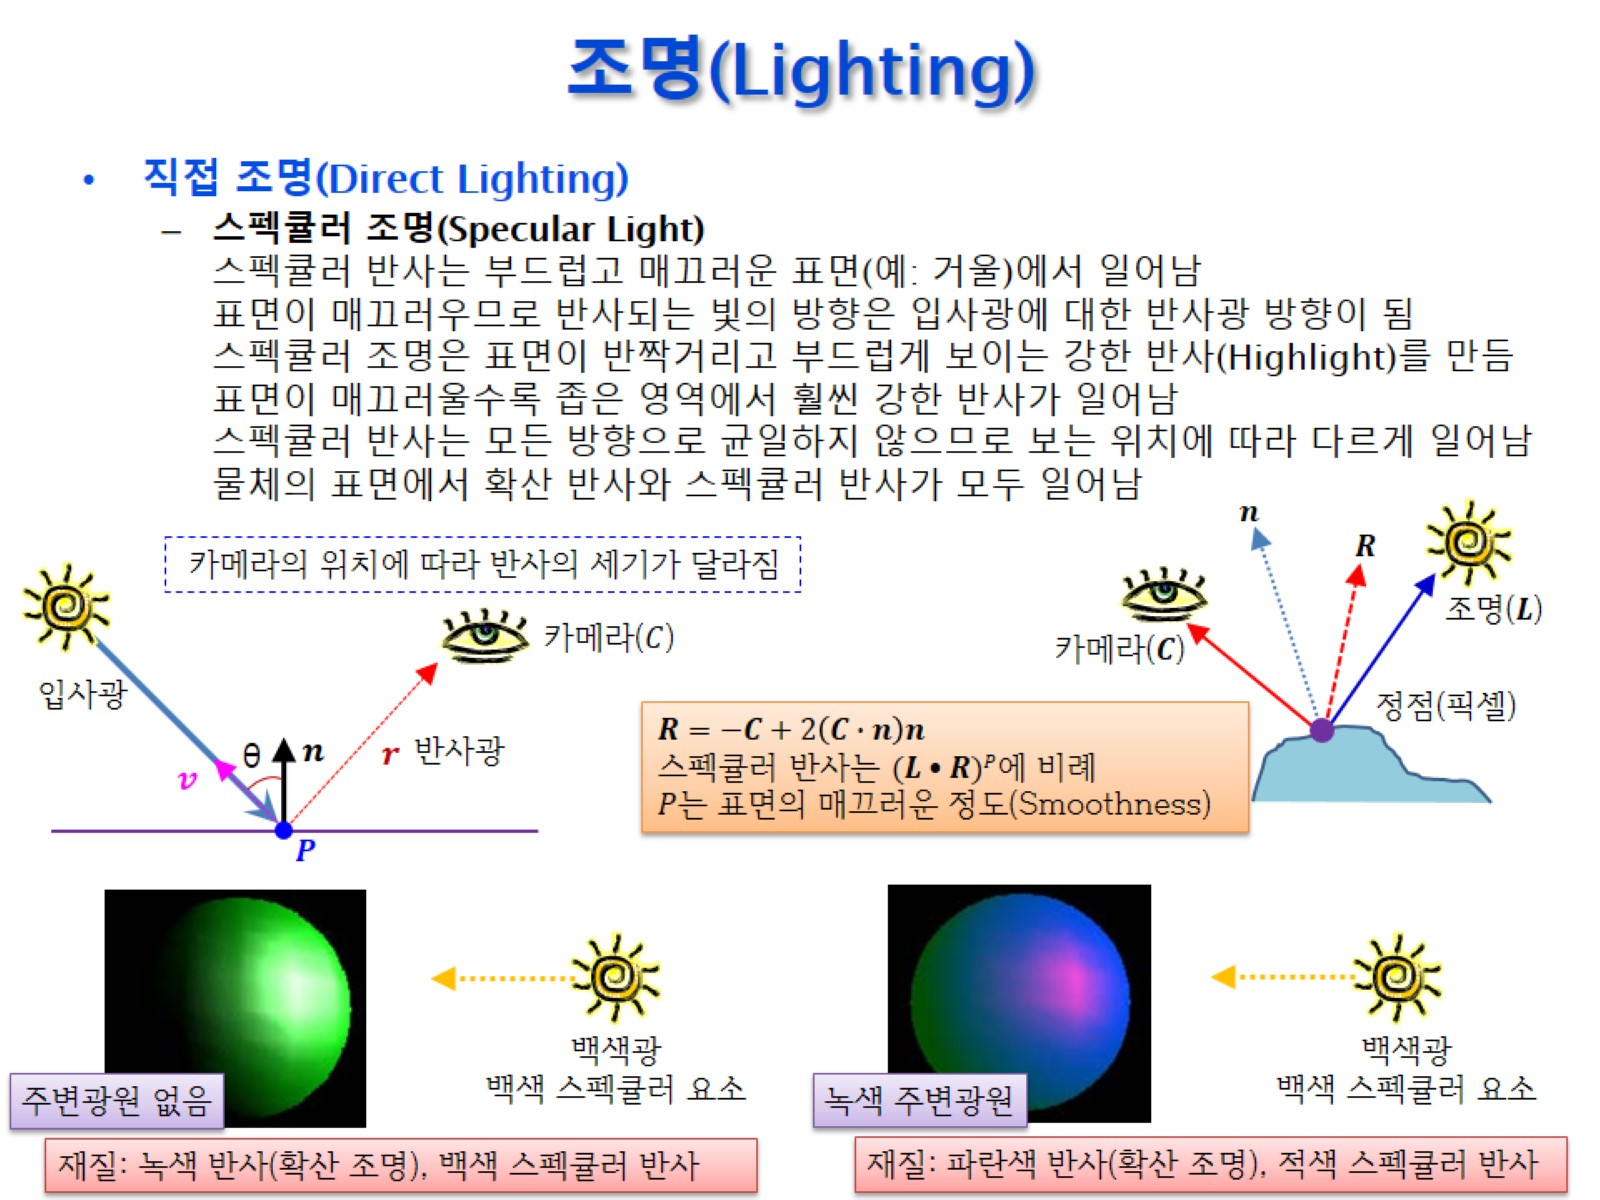 조명(Lighting)
• 직접 조명(Direct Lighting)
– 스펙큘러 조명(Specular Light)
스펙큘러 반사는 부드럽고 매끄러운 표면(예: 거울)에서 일어남
표면이 매끄러우므로 반사되는 빛의 방향은 입사광에 대한 반사광 방향이 됨
스펙큘러 조명은 표면이 반짝거리고 부드럽게 보이는 강한 반사(Highlight)를 만듬
표면이 매끄러울수록 좁은 영역에서 훨씬 강한 반사가 일어남
스펙큘러 반사는 모든 방향으로 균일하지 않으므로 보는 위치에 따라 다르게 일어남
물체의 표면에서 확산 반사와 스펙큘러 반사가 모두 일어남
카메라의 위치에 따라 반사의 세기가 달라짐
입사광
카메라(C)
θ
n
v
r 반사광
P
n
R
카메라(C)
조명(L)
정점(픽셀)
R = −C + 2(C · n)n
스펙큘러 반사는 (L • R)^P에 비례
P는 표면의 매끄러운 정도(Smoothness)
주변광원 없음
백색광
백색 스펙큘러 요소
재질: 녹색 반사(확산 조명), 백색 스펙큘러 반사
녹색 주변광원
백색광
백색 스펙큘러 요소
재질: 파란색 반사(확산 조명), 적색 스펙큘러 반사